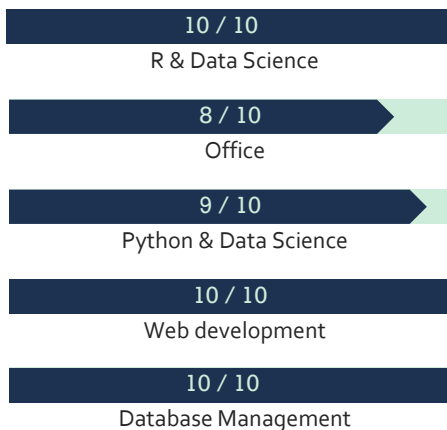 10 / 10
R & Data Science
8 / 10
Office
9 / 10
Python & Data Science
10 / 10
Web development
10 / 10
Database Management